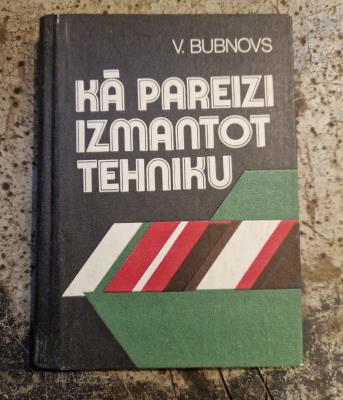 V. BUBNOVS
KĀ PAREIZI
IZMANTOT
TEHNIKU